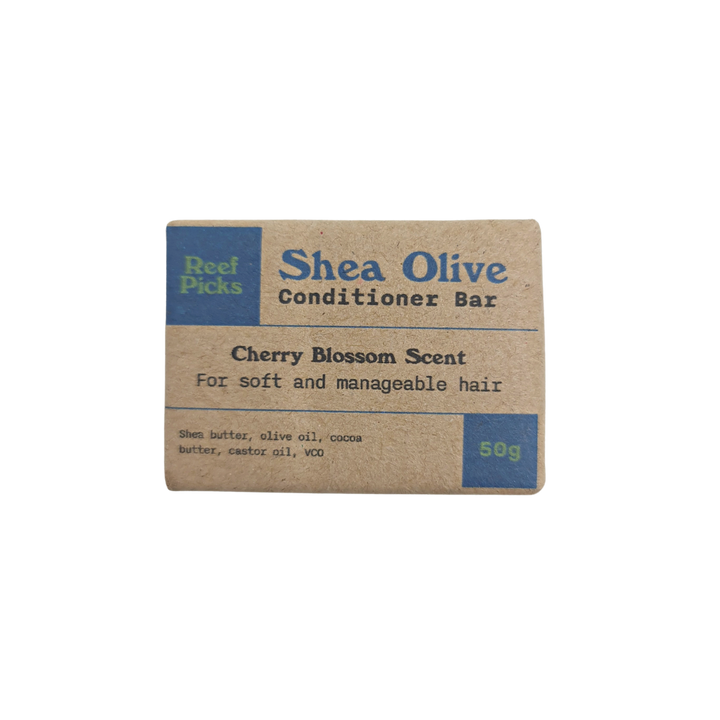 Reef
Picks
Shea Olive
Conditioner Bar
Cherry Blossom Scent
For soft and manageable hair
Shea butter, olive oil, cocoa
butter, castor oil, VCO
50g